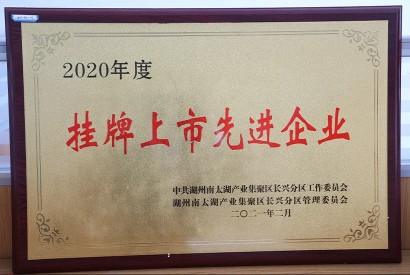 2020年度
挂牌上市先进企业
中共湖州南太湖产业集聚区长兴分区工作委员会
湖州南太湖产业集聚区长兴分区管理委员会
二〇二一年二月